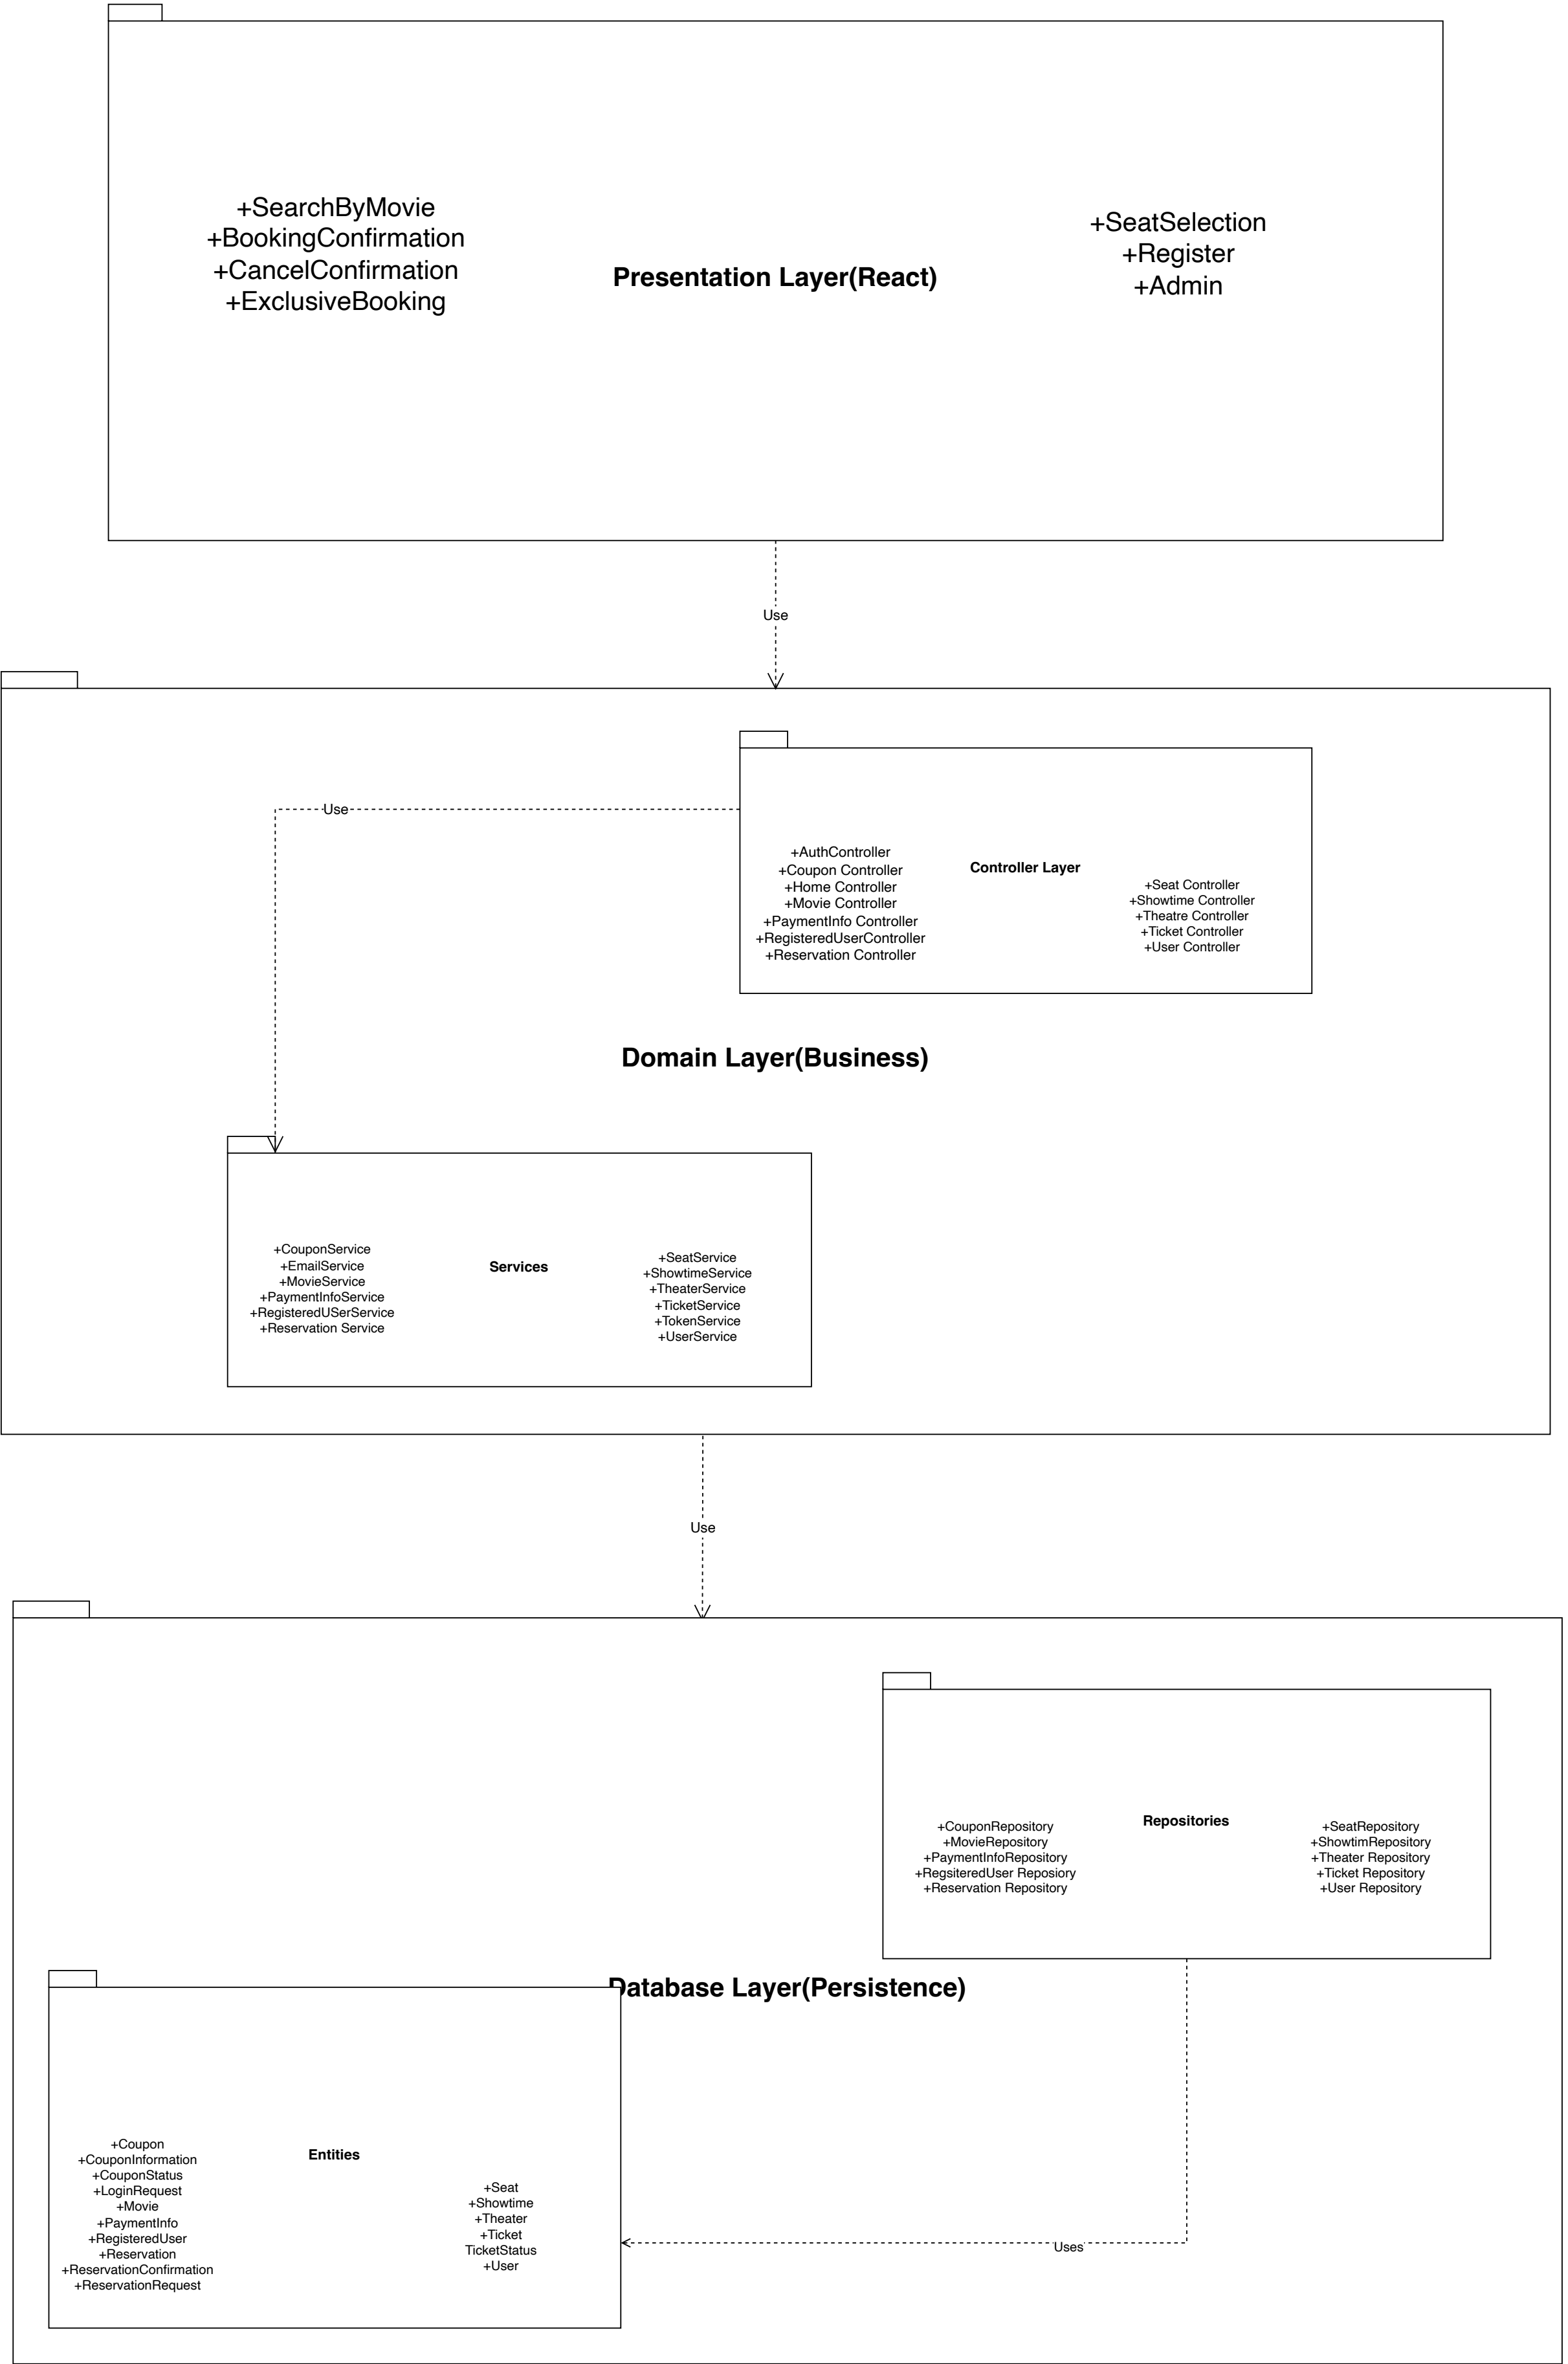 +SearchByMovie
+BookingConfirmation
+CancelConfirmation
+ExclusiveBooking
Presentation Layer(React)
+SeatSelection
+Register
+Admin
Use
Use
+AuthController
+Coupon Controller
+Home Controller
+Movie Controller
+PaymentInfo Controller
+RegisteredUserController
+Reservation Controller
Controller Layer
+Seat Controller
+Showtime Controller
+Theatre Controller
+Ticket Controller
+User Controller
Domain Layer(Business)
+CouponService
+EmailService
+MovieService
+PaymentInfoService
+RegisteredUSerService
+Reservation Service
Services
+SeatService
+ShowtimeService
+TheaterService
+TicketService
+TokenService
+UserService
Use
+CouponRepository
+MovieRepository
+PaymentInfoRepository
+RegsiteredUser Reposiory
+Reservation Repository
Repositories
+SeatRepository
+ShowtimRepository
+Theater Repository
+Ticket Repository
+User Repository
Database Layer(Persistence)
+Coupon
+CouponInformation
+CouponStatus
+LoginRequest
+Movie
+PaymentInfo
+RegisteredUser
+Reservation
+ReservationConfirmation
+ReservationRequest
Entities
+Seat
+Showtime
+Theater
+Ticket
TicketStatus
+User
Uses